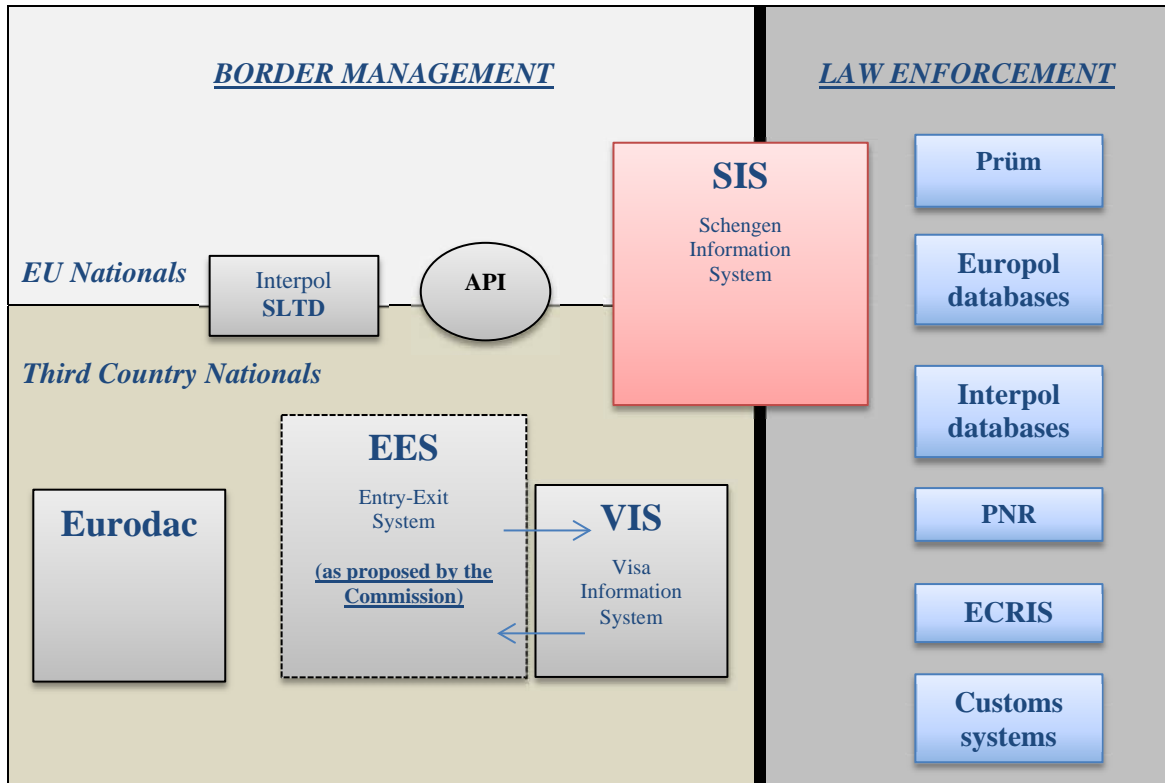 BORDER MANAGEMENT
LAW ENFORCEMENT
SIS
Schengen
Information
System
Prüm
EU Nationals
Interpol
SLTD
API
Europol
databases
Third Country Nationals
Interpol
databases
EES
Entry-Exit
System
(as proposed by the
Commission)
Eurodac
VIS
Visa
Information
System
PNR
ECRIS
Customs
systems